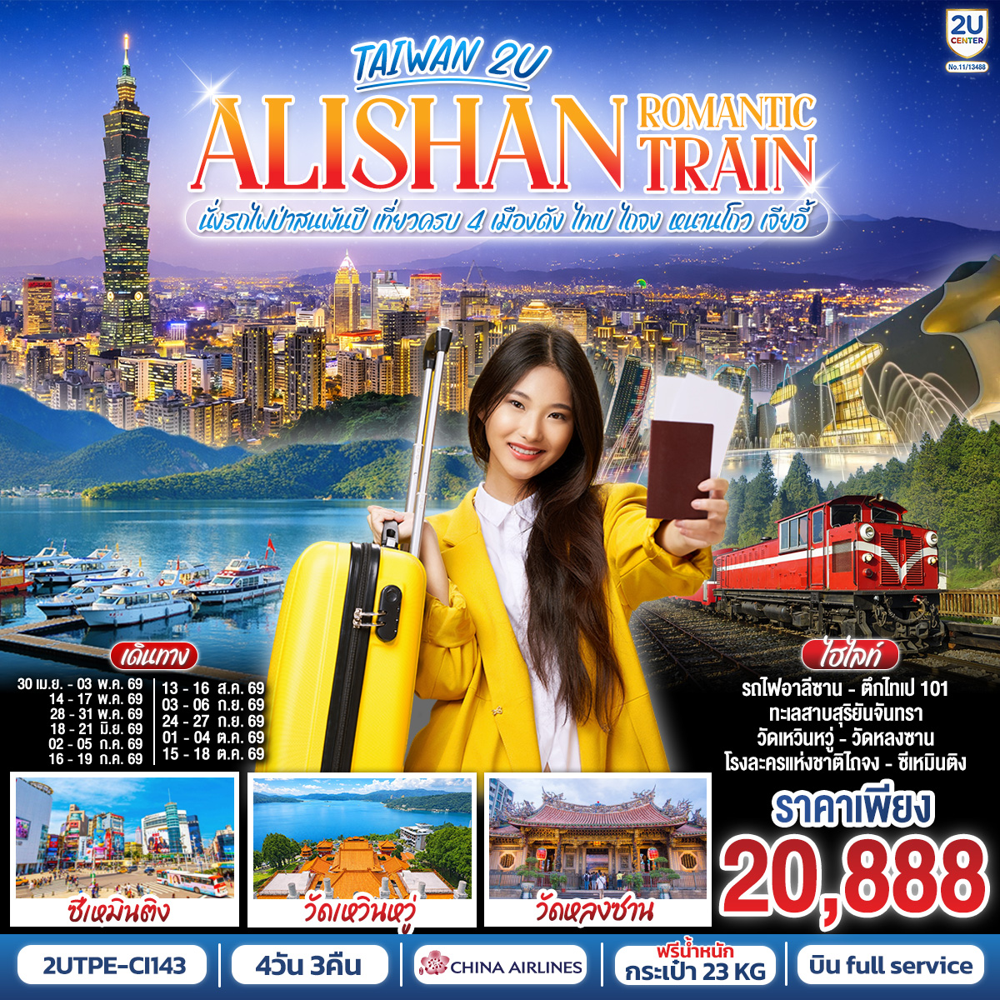 2U
CENTER
No.11/13488
TAIWAN 2U
ALISHAN ROMANTIC TRAIN
นั่งรถไฟป่าสนพันปี เที่ยวครบ 4 เมืองดัง ไทเป ไถจง หนานโถว เจียอี้
เดินทาง
30 เม.ย. - 03 พ.ค. 69
14 - 17 พ.ค. 69
28 - 31 พ.ค. 69
18 - 21 มิ.ย. 69
02 - 05 ก.ค. 69
16 - 19 ก.ค. 69
13 - 16 ส.ค. 69
03 - 06 ก.ย. 69
24 - 27 ก.ย. 69
01 - 04 ต.ค. 69
15 - 18 ต.ค. 69
ไฮไลท์
รถไฟอาลีซาน - ตึกไทเป 101
ทะเลสาบสุริยันจันทรา
วัดเหวินหวู่ - วัดหลงซาน
โรงละครแห่งชาติไถจง - ซีเหมินติง
ราคาเพียง
20,888
ซีเหมินติง
วัดเหวินหวู่
วัดหลงซาน
2UTPE-CI143
4วัน 3คืน
CHINA AIRLINES
ฟรีน้ำหนัก
กระเป๋า 23 KG
บิน full service